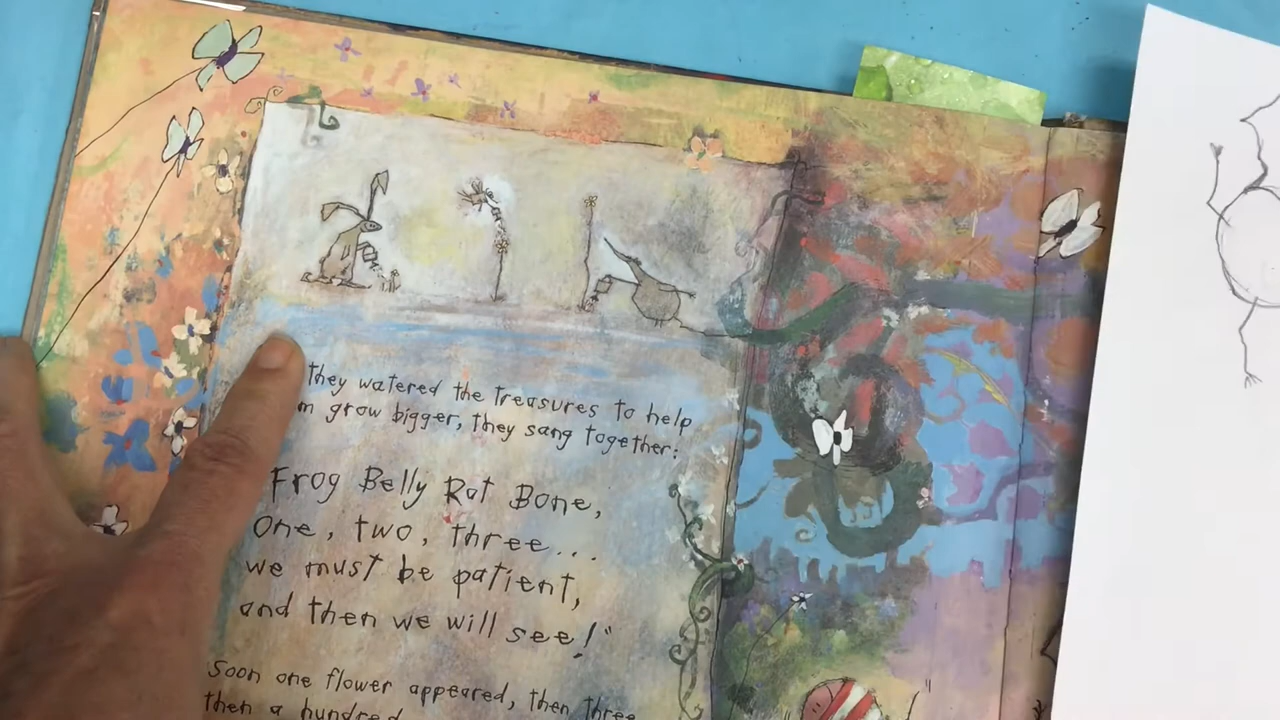 they watered the treasures to help
m grow bigger, they sang together:
Frog Belly Rat Bone,
One, two, three...
we must be patient,
and then we will see!"
Soon one flower appeared, then three
then a hundred